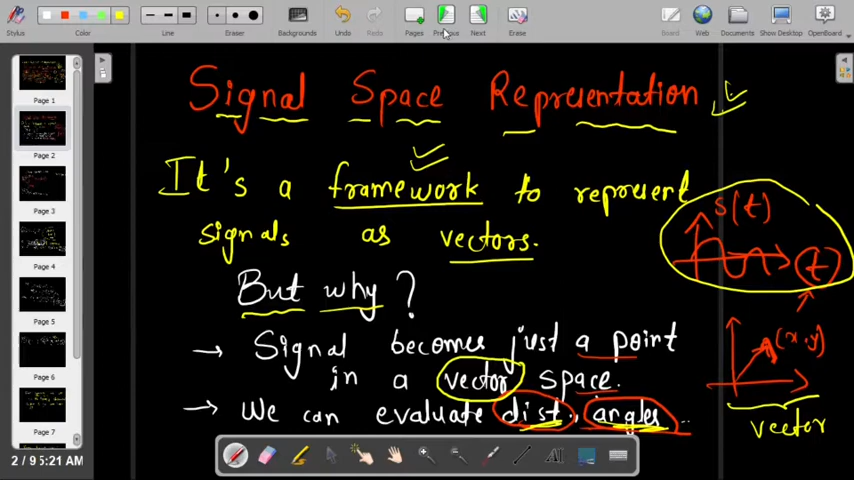 Stylus
Color
Line
Eraser
Backgrounds
Undo
Redo
Pages
Previous
Next
Erase
Board
Web
Documents
Show Desktop
OpenBoard
Page 1
Page 2
Page 3
Page 4
Page 5
Page 6
Page 7
2 / 9 5:21 AM
Signal Space Representation
It's a framework to represent
signals as vectors.
But why?
→ Signal becomes just a point
in a vector space.
→ We can evaluate dist., angles ..
s(t)
(t)
(x,y)
vector